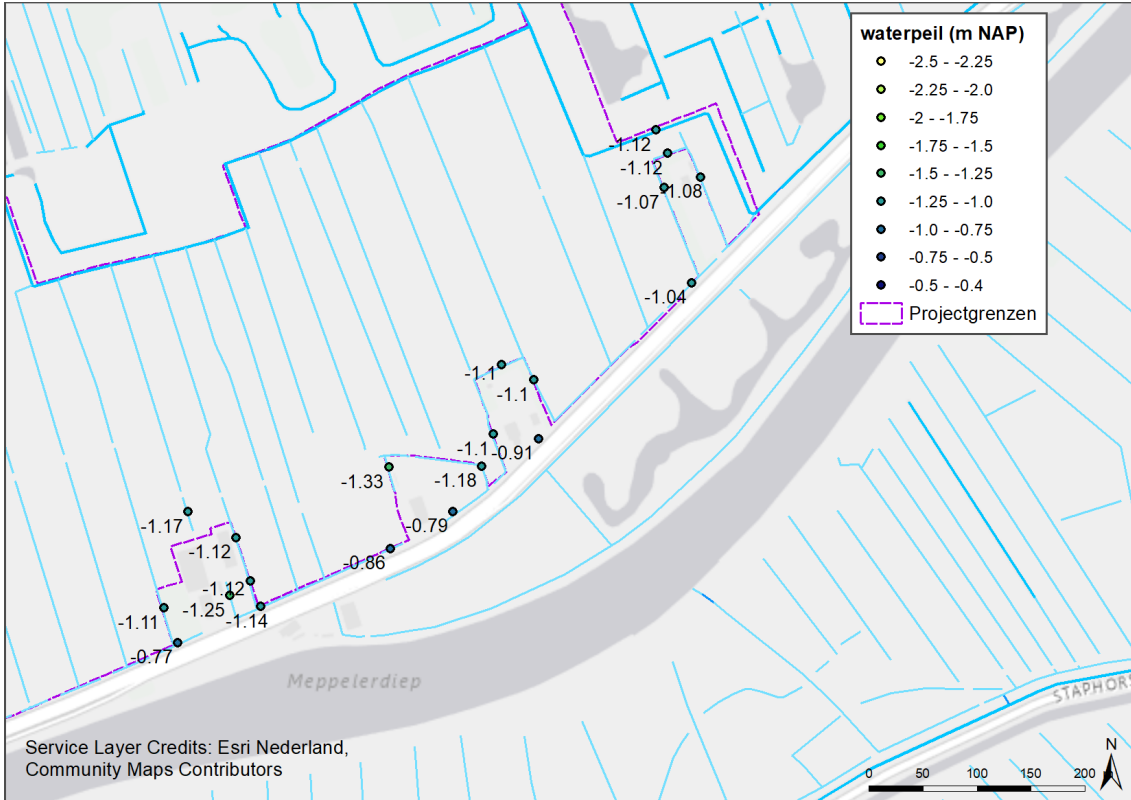 waterpeil (m NAP)
-2.5 - -2.25
-2.25 - -2.0
-2 - -1.75
-1.75 - -1.5
-1.5 - -1.25
-1.25 - -1.0
-1.0 - -0.75
-0.75 - -0.5
-0.5 - -0.4
Projectgrenzen
-1.12
-1.12
-1.08
-1.07
-1.04
-1.1
-1.1
-1.1
-0.91
-1.33
-1.18
-1.17
-0.79
-1.12
-0.86
-1.12
-1.25
-1.11
-1.14
-0.77
Meppelerdiep
STAPHORS
N
Service Layer Credits: Esri Nederland,
Community Maps Contributors
0 50 100 150 200